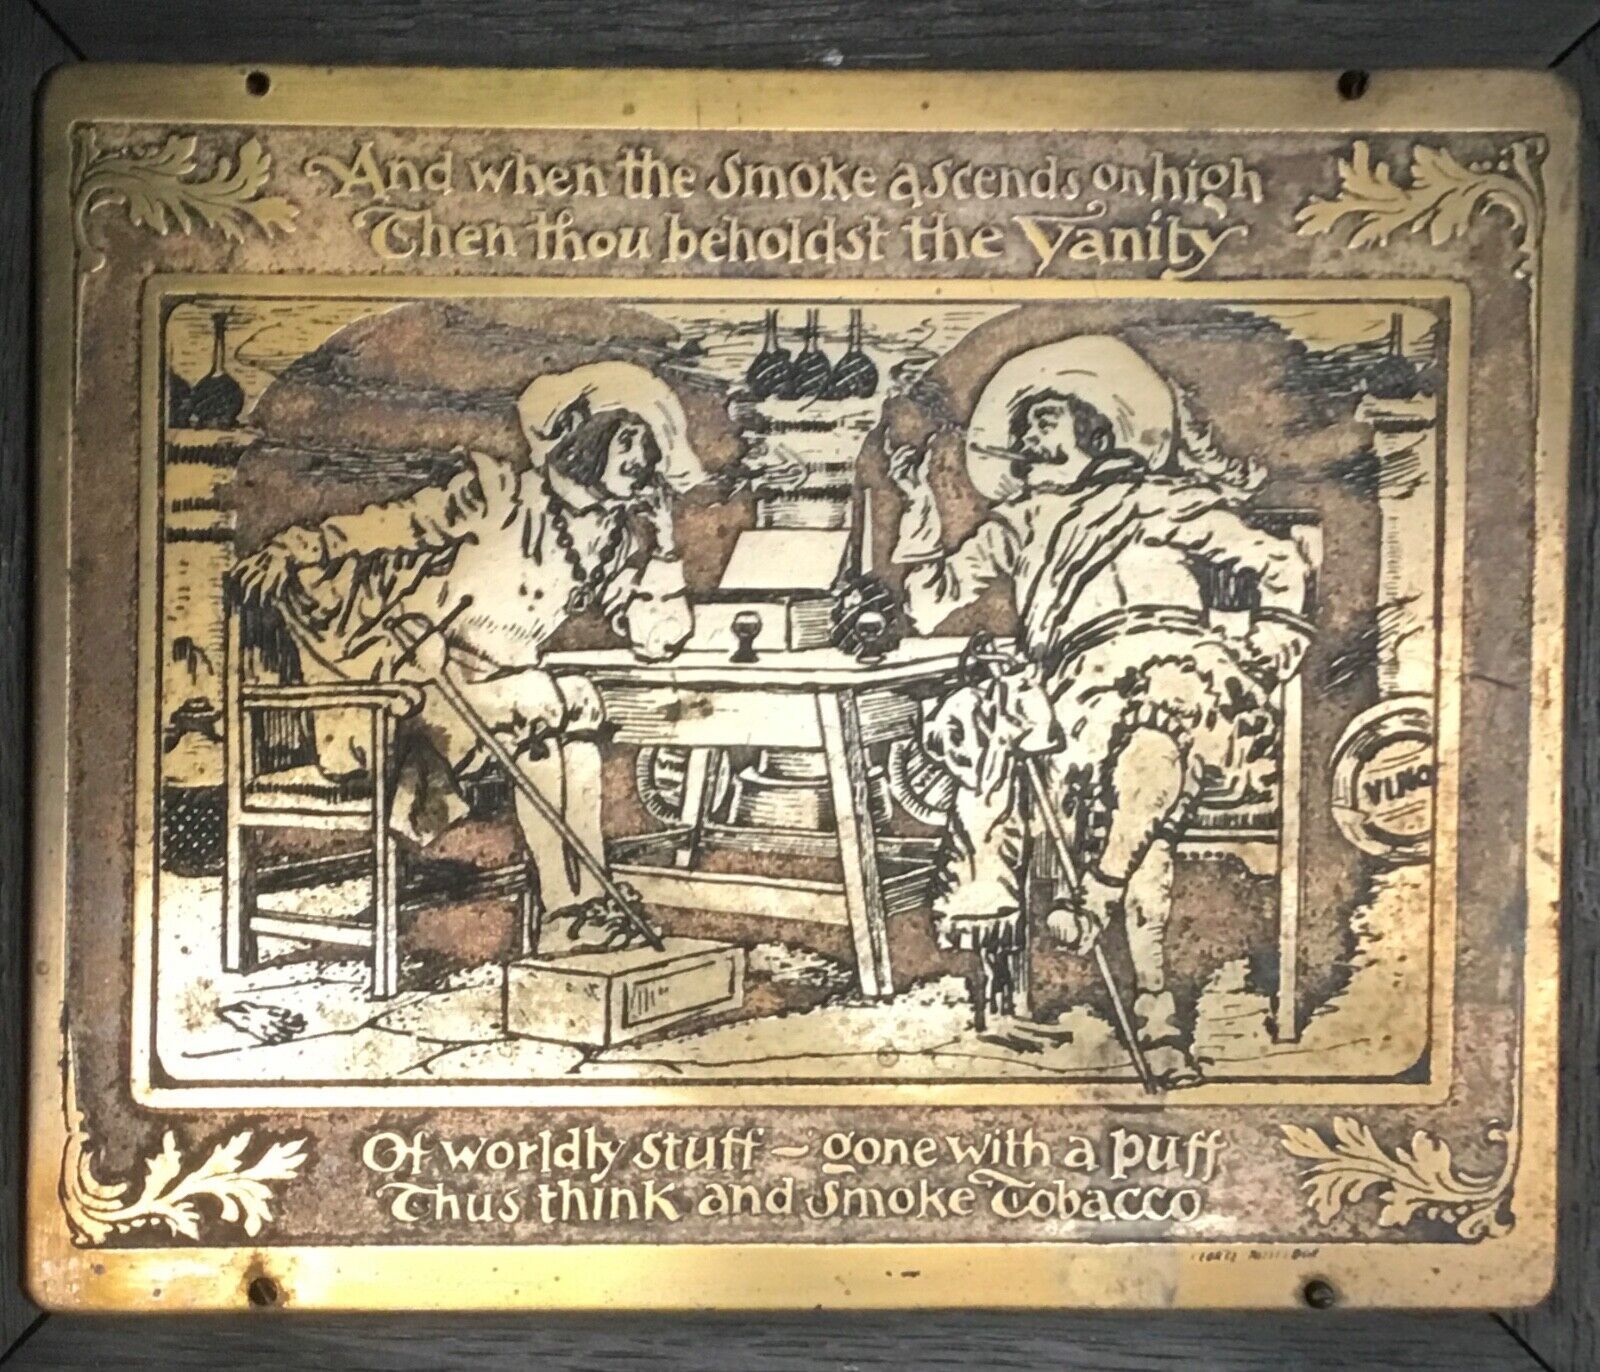 And when the smoke ascends on high
Then thou beholdst the Vanity
VINO
Of worldly stuff – gone with a puff
Thus think and smoke Tobacco